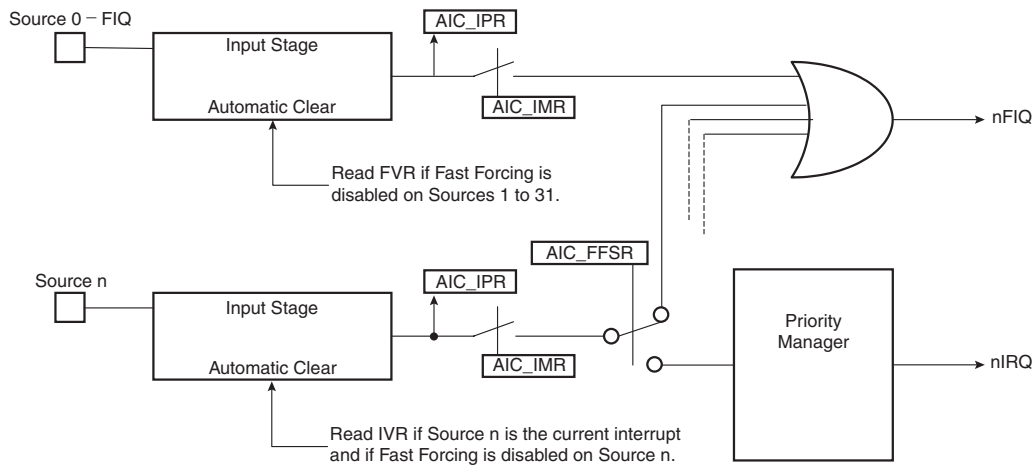 Source 0 – FIQ
AIC_IPR
Input Stage
Automatic Clear
AIC_IMR
nFIQ
Read FVR if Fast Forcing is
disabled on Sources 1 to 31.
AIC_FFSR
Source n
AIC_IPR
Input Stage
Priority
Manager
Automatic Clear
AIC_IMR
nIRQ
Read IVR if Source n is the current interrupt
and if Fast Forcing is disabled on Source n.